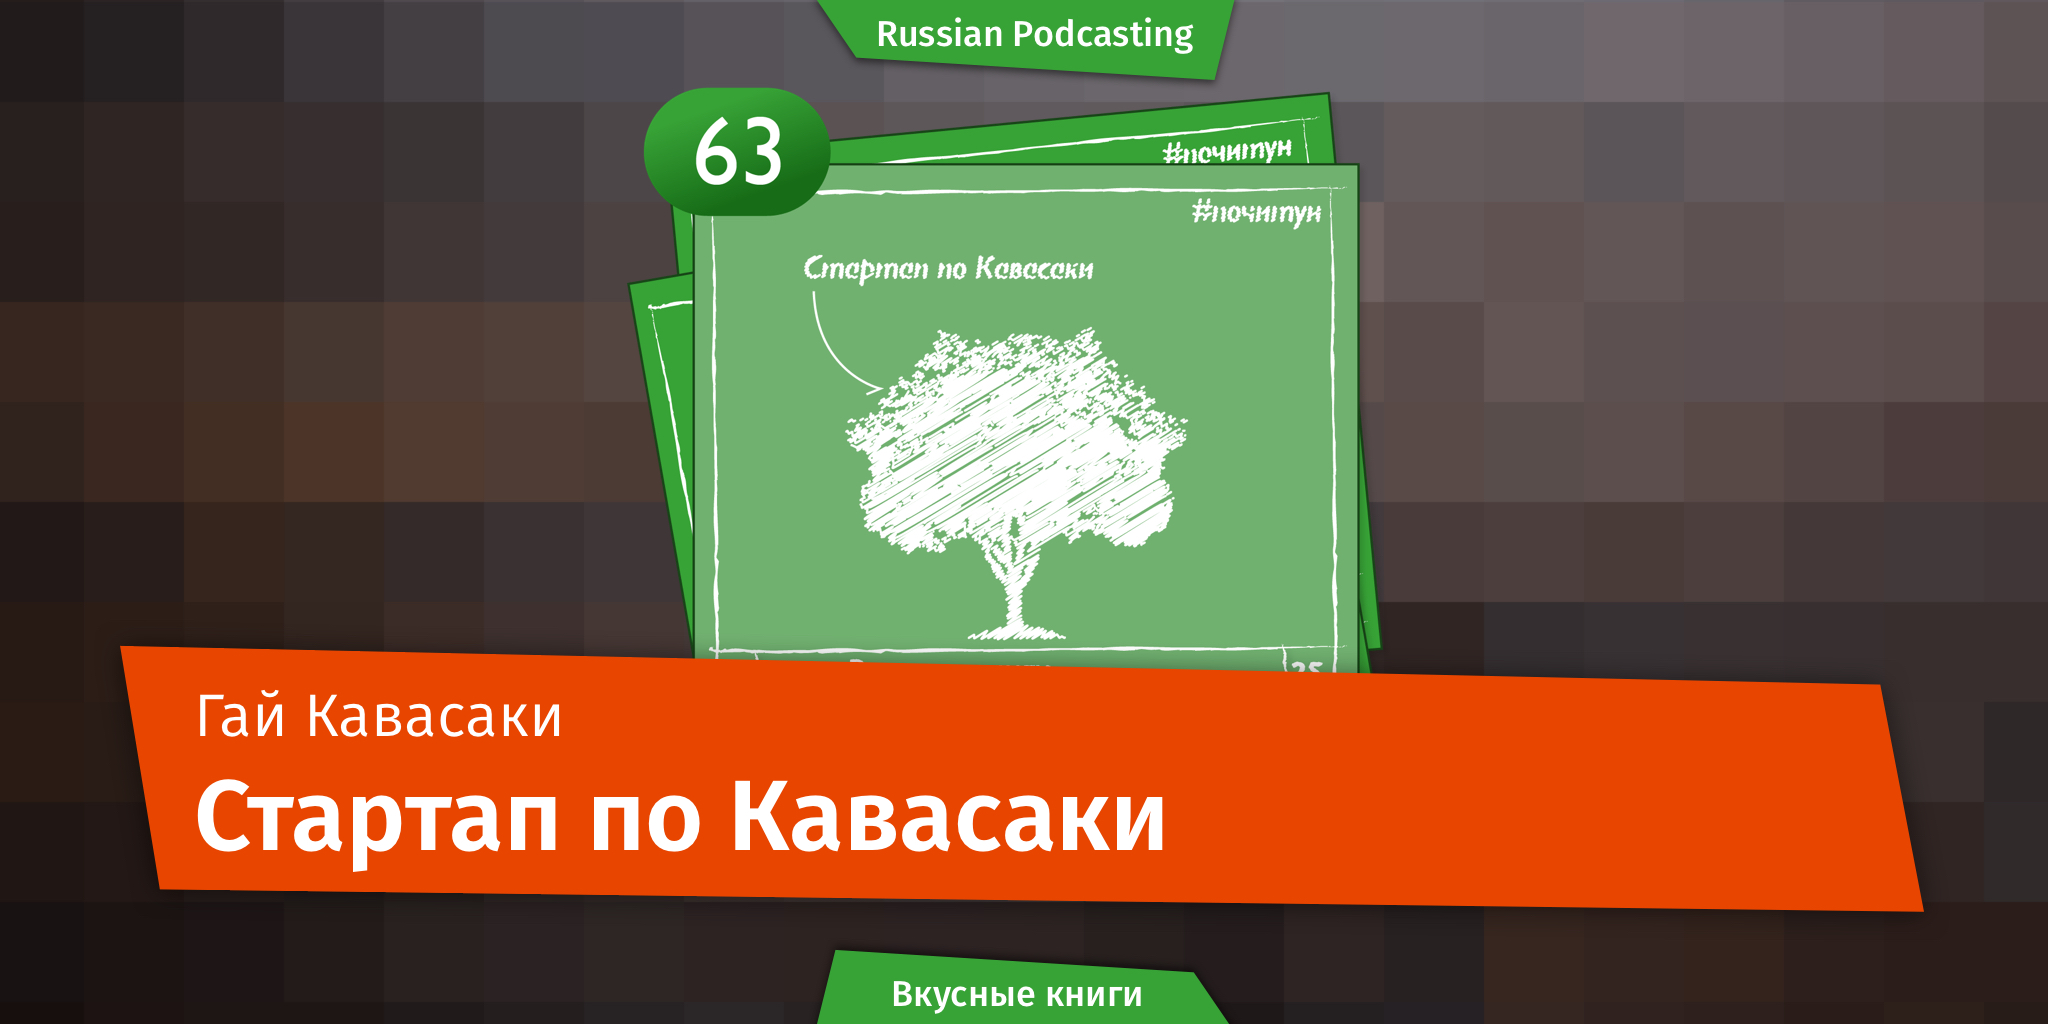 Russian Podcasting
63
#почитун
#почитун
Стартап по Кавасаки
Гай Кавасаки
Стартап по Кавасаки
Вкусные книги